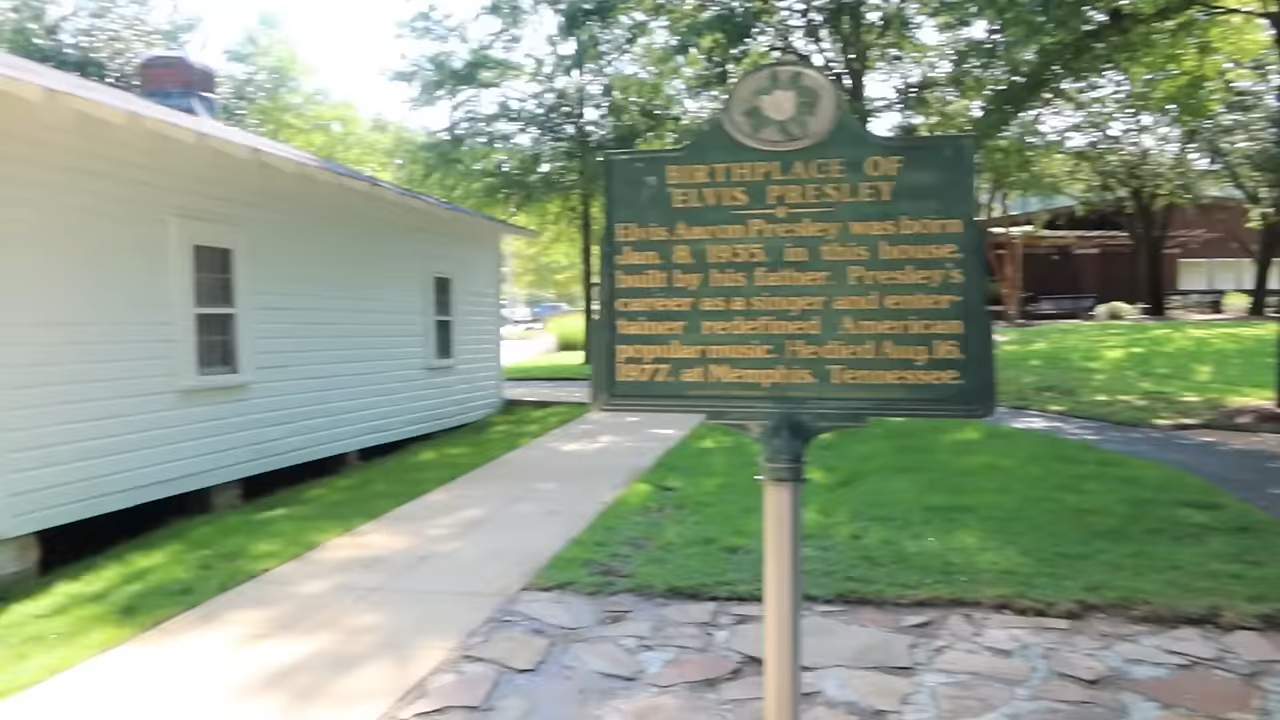 BIRTHPLACE OF
ELVIS PRESLEY
Elvis Aaron Presley was born
Jan. 8, 1935, in this house,
built by his father. Presley's
career as a singer and enter-
tainer redefined American
popular music. He died Aug. 16,
1977, at Memphis, Tennessee.